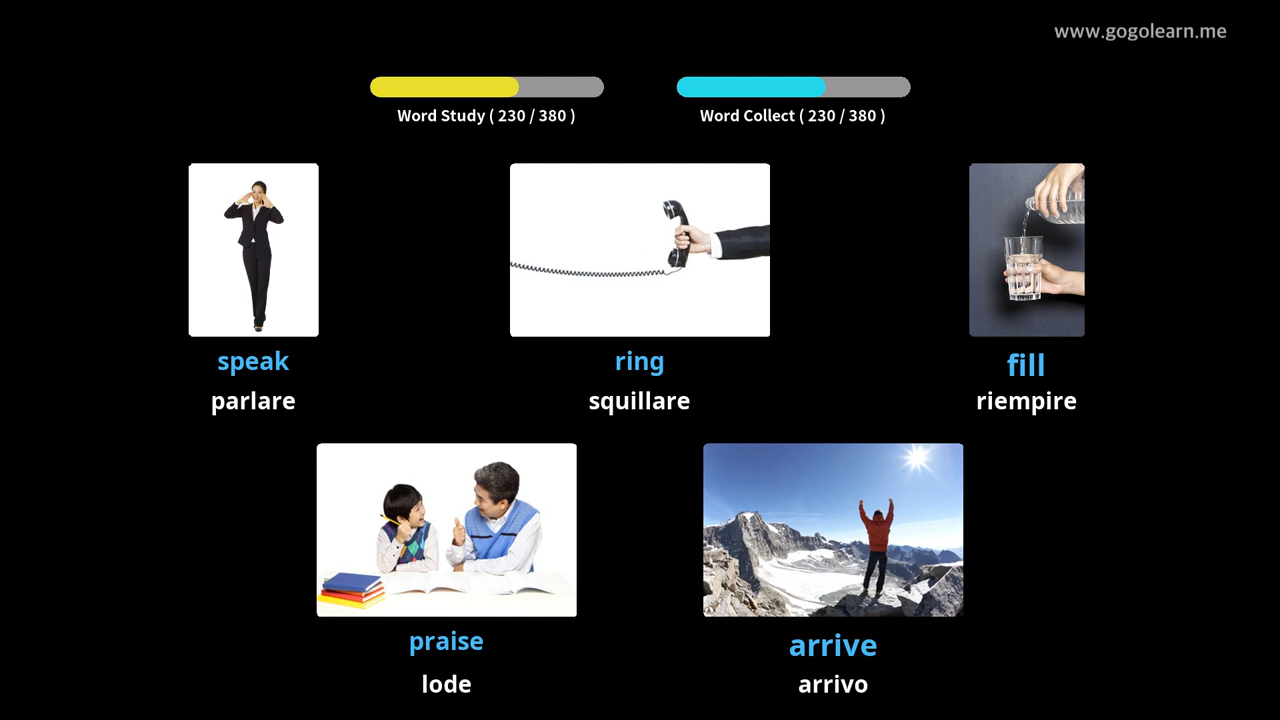 www.gogolearn.me
Word Study ( 230 / 380 )
Word Collect ( 230 / 380 )
speak
parlare
ring
squillare
fill
riempire
praise
lode
arrive
arrivo